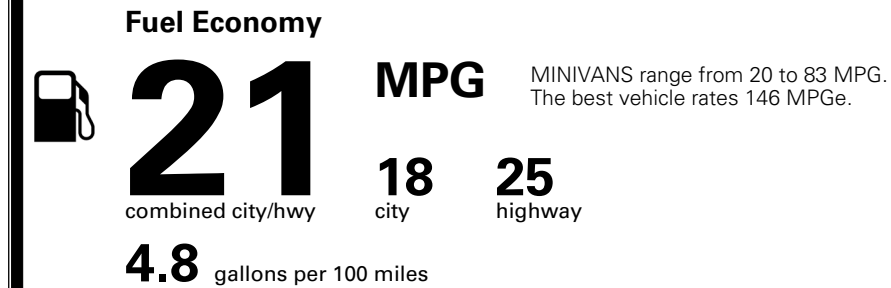 Fuel Economy
21 MPG
MINIVANS range from 20 to 83 MPG.
The best vehicle rates 146 MPGe.
18 25
combined city/hwy city highway
4.8 gallons per 100 miles